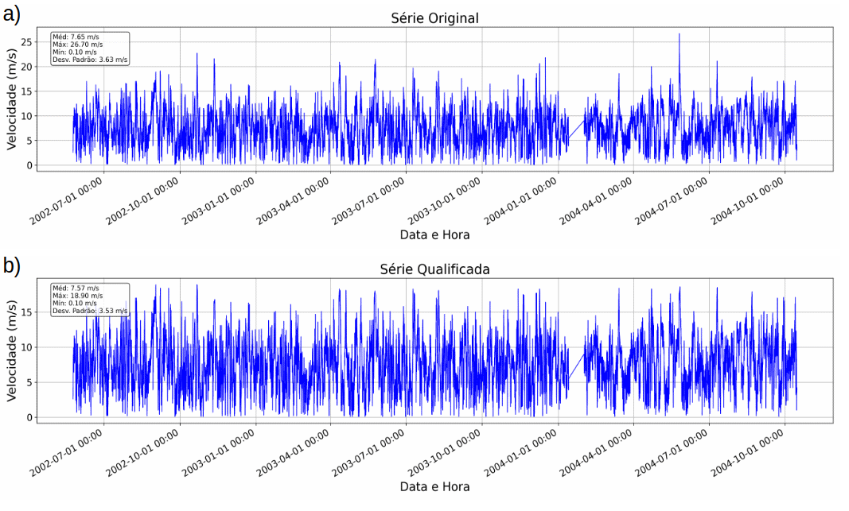 a)
Série Original
Méd: 7.65 m/s
Máx: 26.70 m/s
Mín: 0.10 m/s
Desv. Padrão: 3.63 m/s
Velocidade (m/s)
25
20
15
10
5
0
2002-07-01 00:00
2002-10-01 00:00
2003-01-01 00:00
2003-04-01 00:00
2003-07-01 00:00
2003-10-01 00:00
2004-01-01 00:00
2004-04-01 00:00
2004-07-01 00:00
2004-10-01 00:00
Data e Hora
b)
Série Qualificada
Méd: 7.57 m/s
Máx: 18.90 m/s
Mín: 0.10 m/s
Desv. Padrão: 3.53 m/s
Velocidade (m/s)
15
10
5
0
2002-07-01 00:00
2002-10-01 00:00
2003-01-01 00:00
2003-04-01 00:00
2003-07-01 00:00
2003-10-01 00:00
2004-01-01 00:00
2004-04-01 00:00
2004-07-01 00:00
2004-10-01 00:00
Data e Hora